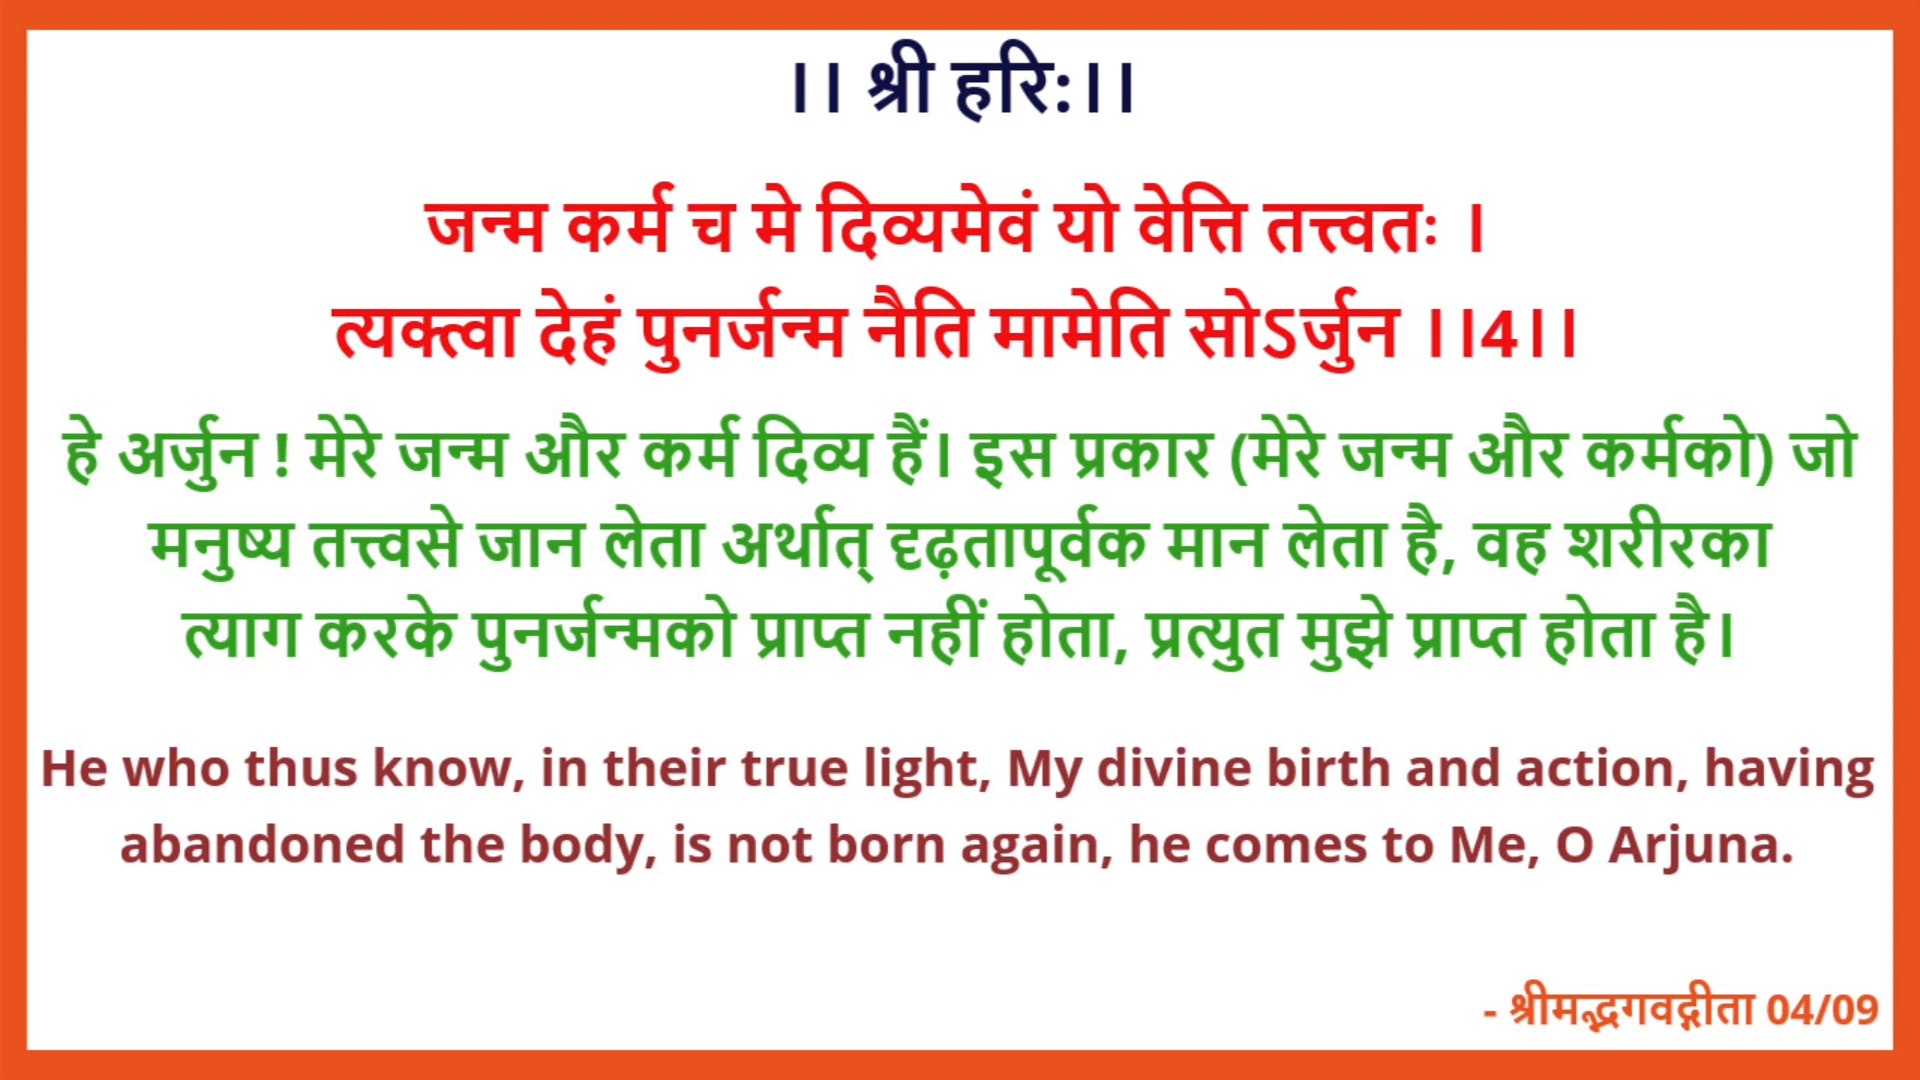 ।। श्री हरि:।।
जन्म कर्म च मे दिव्यमेवं यो वेत्ति तत्त्वतः ।
त्यक्त्वा देहं पुनर्जन्म नैति मामेति सोऽर्जुन ।।4।।
हे अर्जुन ! मेरे जन्म और कर्म दिव्य हैं। इस प्रकार (मेरे जन्म और कर्मको) जो
मनुष्य तत्त्वसे जान लेता अर्थात् दृढ़तापूर्वक मान लेता है, वह शरीरका
त्याग करके पुनर्जन्मको प्राप्त नहीं होता, प्रत्युत मुझे प्राप्त होता है।
He who thus know, in their true light, My divine birth and action, having
abandoned the body, is not born again, he comes to Me, O Arjuna.
- श्रीमद्भगवद्गीता 04/09